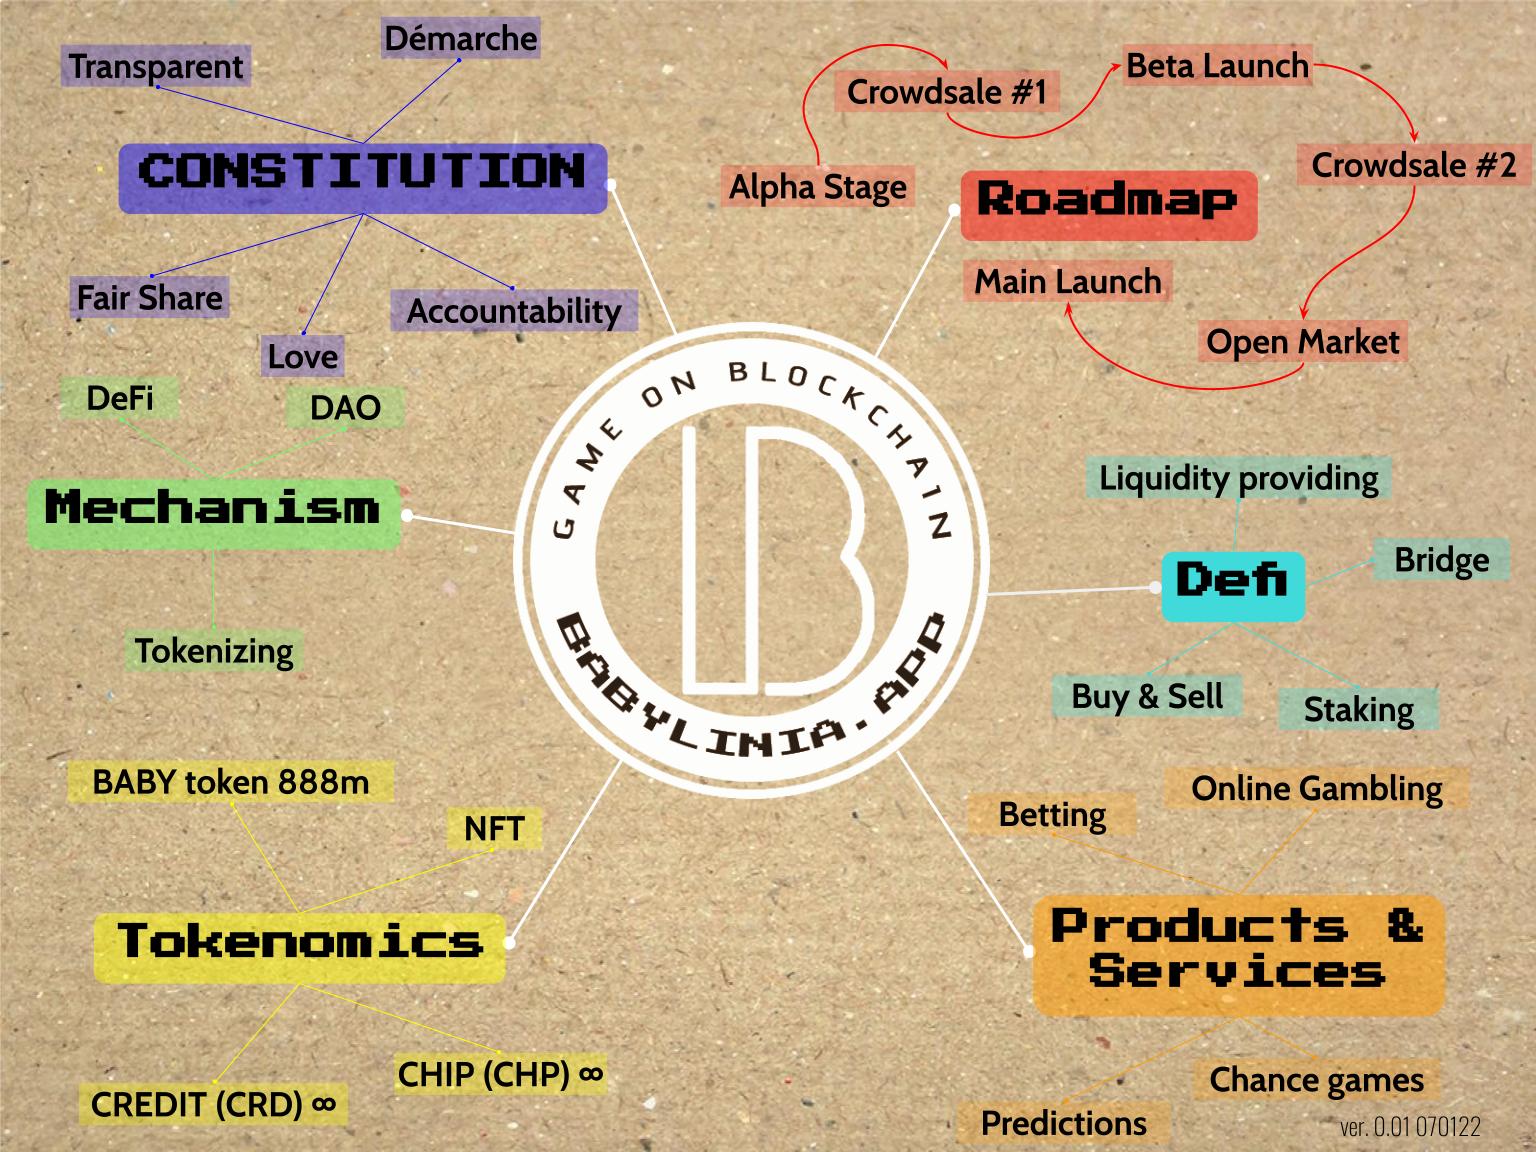 Transparent
Démarche
CONSTITUTION
Fair Share
Love
Accountability
Alpha Stage
Crowdsale #1
Beta Launch
Crowdsale #2
Roadmap
Main Launch
Open Market
DeFi
DAO
Mechanism
Tokenizing
GAME ON BLOCKCHA1N
BABYLINIA.APP
Liquidity providing
Defi
Bridge
Buy & Sell
Staking
BABY token 888m
NFT
Tokenomics
CREDIT (CRD) ∞
CHIP (CHP) ∞
Betting
Online Gambling
Products &
Services
Chance games
Predictions
ver. 0.01 070122